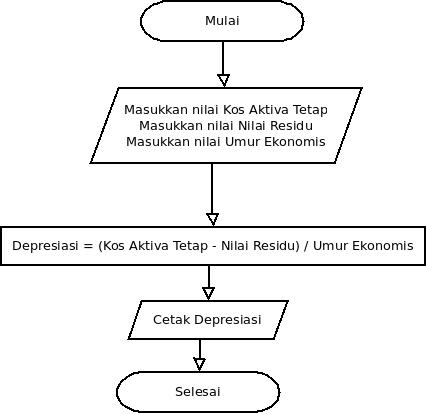 Mulai
Masukkan nilai Kos Aktiva Tetap
Masukkan nilai Nilai Residu
Masukkan nilai Umur Ekonomis
Depresiasi = (Kos Aktiva Tetap - Nilai Residu) / Umur Ekonomis
Cetak Depresiasi
Selesai